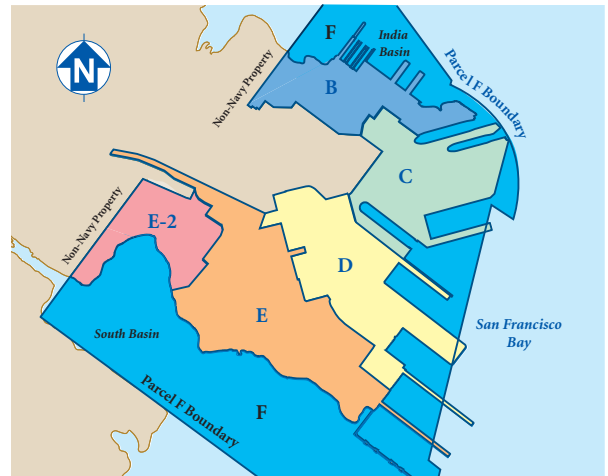 F
India
Basin
Parcel F Boundary
B
Non-Navy Property
C
N
Non-Navy Property
E-2
D
E
San Francisco
Bay
South Basin
Parcel F Boundary
F